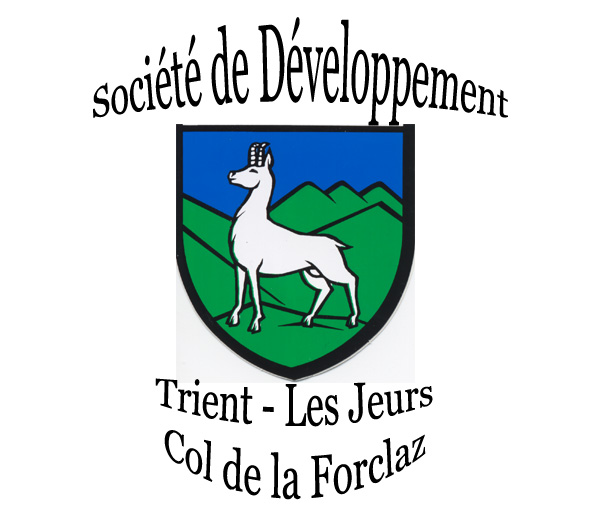 Société de Développement
Trient - Les Jeurs
Col de la Forclaz